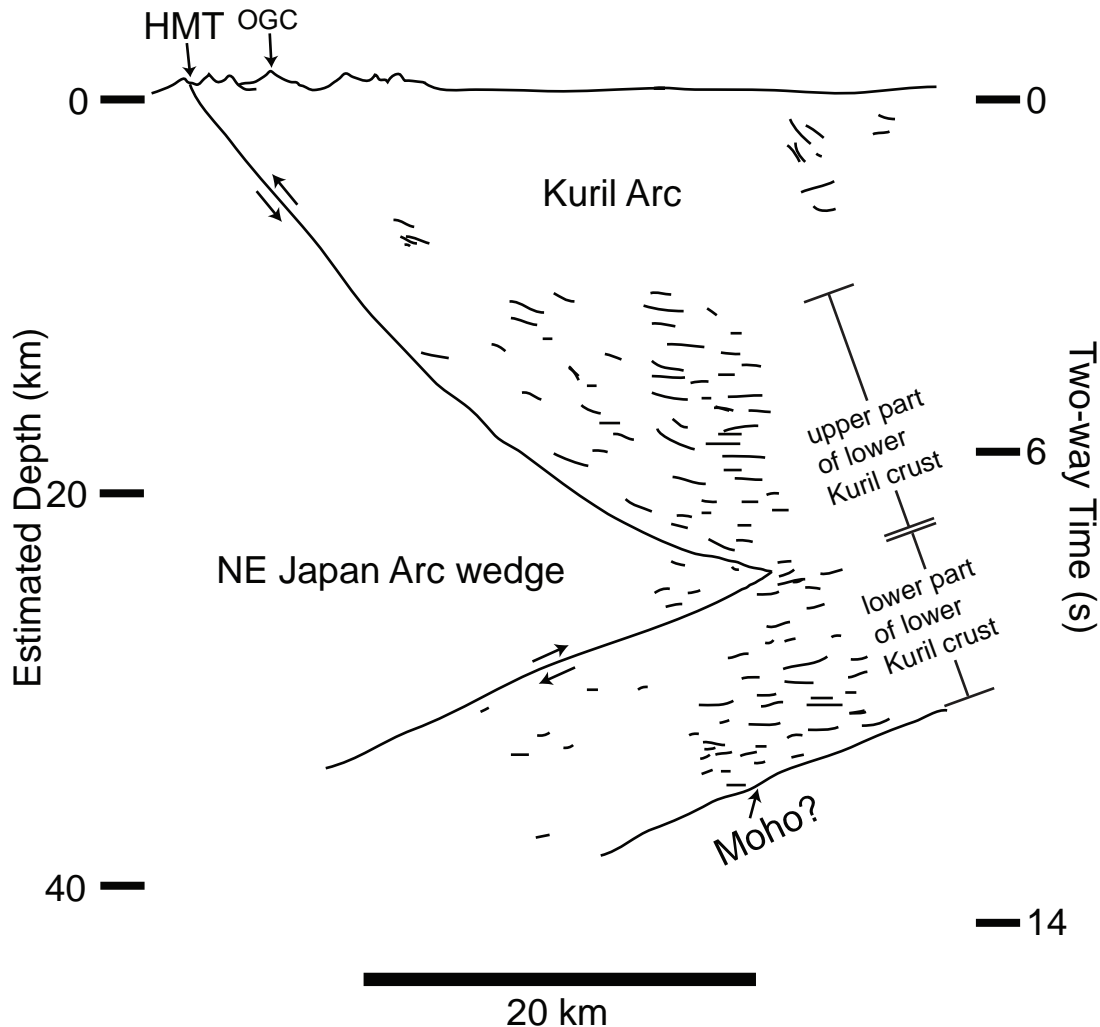 HMT
OGC
0
0
Kuril Arc
Estimated Depth (km)
Two-way Time (s)
upper part
of lower
Kuril crust
6
20
NE Japan Arc wedge
lower part
of lower
Kuril crust
Moho?
40
14
20 km